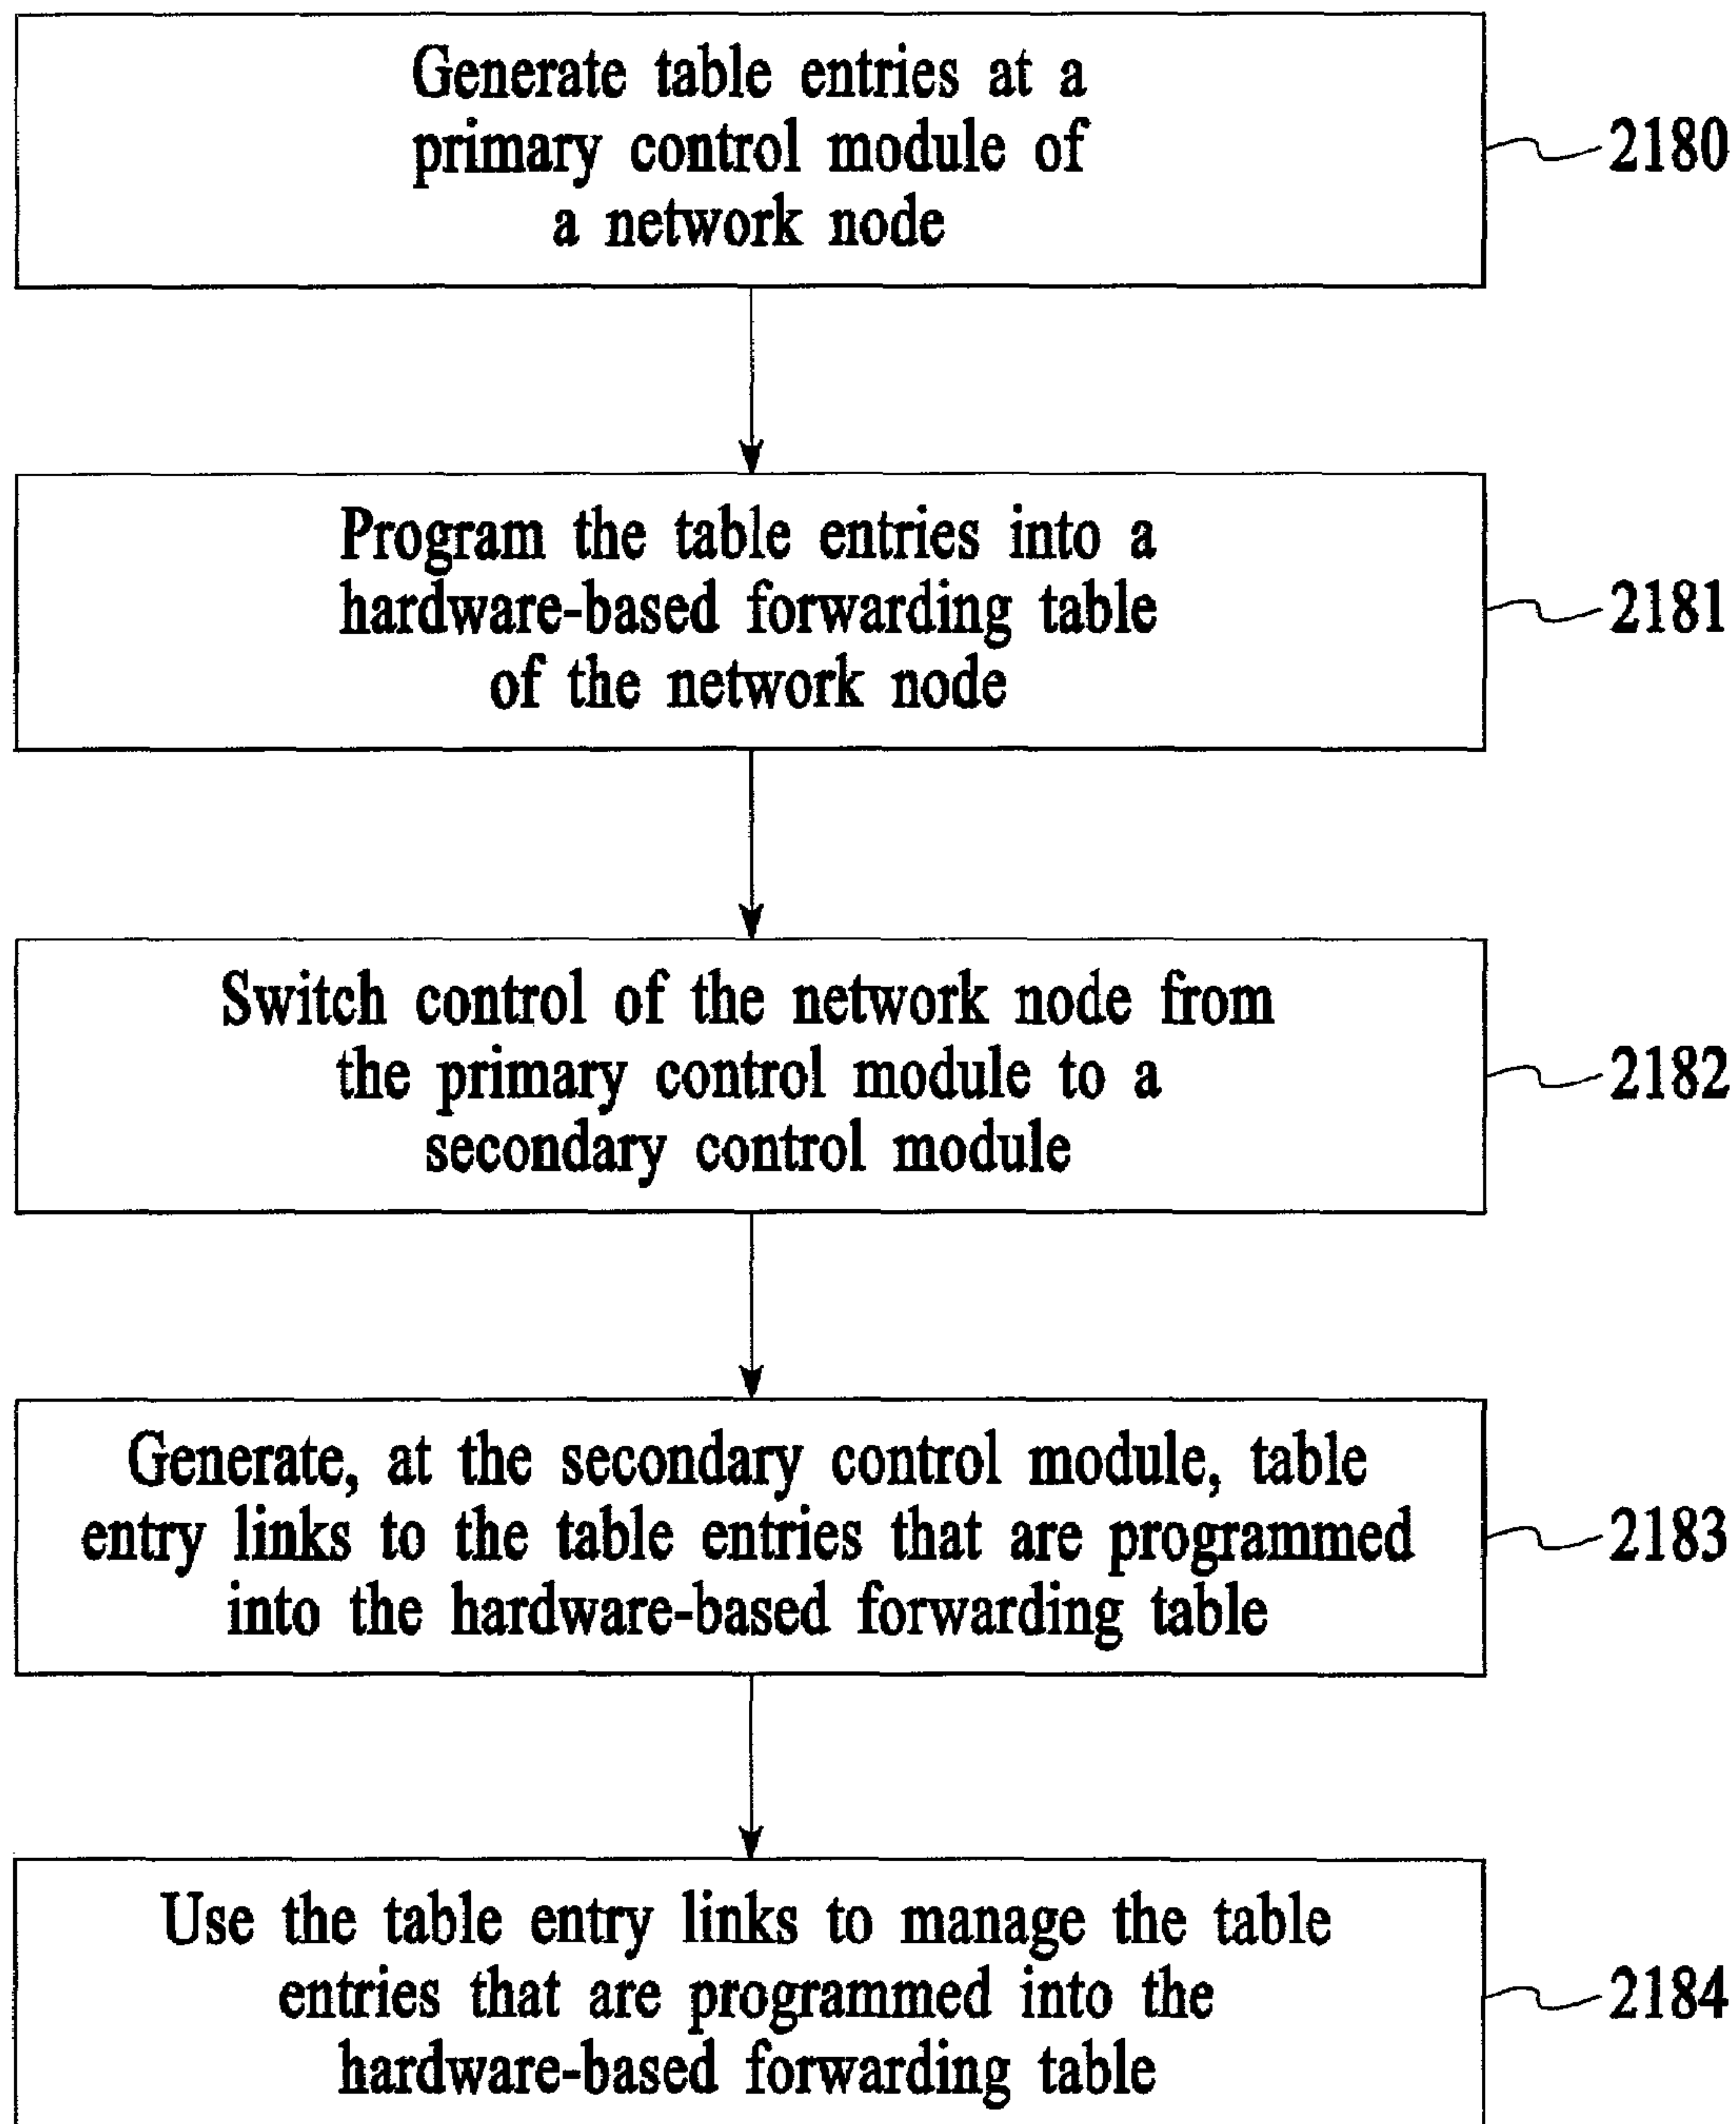 Generate table entries at a
primary control module of
a network node
2180
Program the table entries into a
hardware-based forwarding table
of the network node
2181
Switch control of the network node from
the primary control module to a
secondary control module
2182
Generate, at the secondary control module, table
entry links to the table entries that are programmed
into the hardware-based forwarding table
2183
Use the table entry links to manage the table
entries that are programmed into the
hardware-based forwarding table
2184